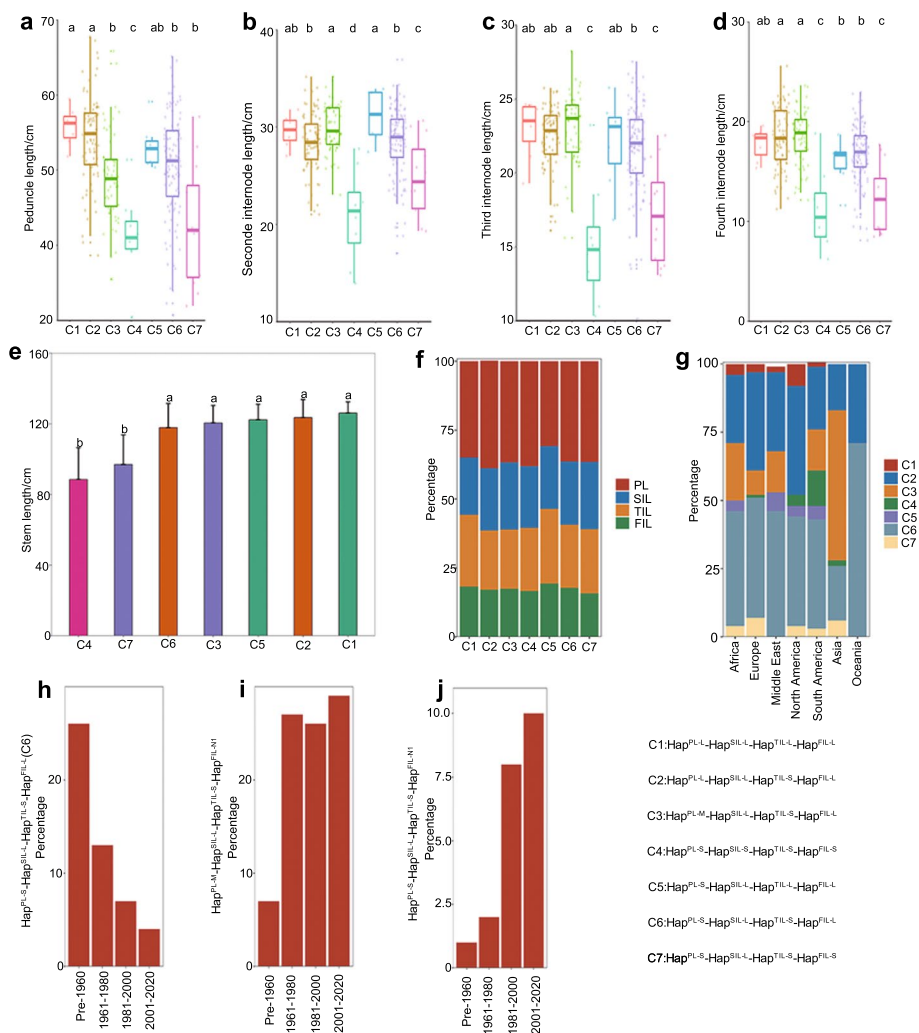 a
a a b c ab b b
Peduncle length/cm
70
60
50
40
20
C1 C2 C3 C4 C5 C6 C7
b
ab b a d a b c
Seconde internode length/cm
40
30
20
10
C1 C2 C3 C4 C5 C6 C7
c
ab ab a c ab b c
Third internode length/cm
30
25
20
15
10
C1 C2 C3 C4 C5 C6 C7
d
ab a a c b b c
Fourth internode length/cm
30
20
10
0
C1 C2 C3 C4 C5 C6 C7
e
Stem length/cm
160
120
80
40
0
b b a a a a a
C4 C7 C6 C3 C5 C2 C1
f
Percentage
100
75
50
25
0
C1 C2 C3 C4 C5 C6 C7
PL
SIL
TIL
FIL
g
Percentage
100
75
50
25
0
Africa
Europe
Middle East
North America
South America
Asia
Oceania
C1
C2
C3
C4
C5
C6
C7
h
Hap^PL-S-Hap^SIL-L-Hap^TIL-S-Hap^FIL-L(C6)
Percentage
20
10
0
Pre-1960
1961-1980
1981-2000
2001-2020
i
Hap^PL-M-Hap^SIL-L-Hap^TIL-S-Hap^FIL-N1
Percentage
20
10
0
Pre-1960
1961-1980
1981-2000
2001-2020
j
Hap^PL-S-Hap^SIL-L-Hap^TIL-S-Hap^FIL-N1
Percentage
10.0
7.5
5.0
2.5
0
Pre-1960
1961-1980
1981-2000
2001-2020
C1:Hap^PL-L-Hap^SIL-L-Hap^TIL-L-Hap^FIL-L
C2:Hap^PL-L-Hap^SIL-L-Hap^TIL-S-Hap^FIL-L
C3:Hap^PL-M-Hap^SIL-L-Hap^TIL-S-Hap^FIL-L
C4:Hap^PL-S-Hap^SIL-S-Hap^TIL-S-Hap^FIL-S
C5:Hap^PL-S-Hap^SIL-L-Hap^TIL-L-Hap^FIL-L
C6:Hap^PL-S-Hap^SIL-L-Hap^TIL-S-Hap^FIL-L
C7:Hap^PL-S-Hap^SIL-L-Hap^TIL-S-Hap^FIL-S